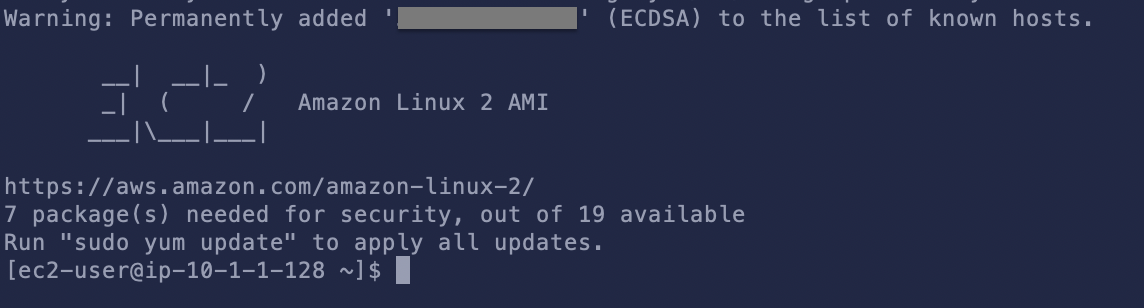 Warning: Permanently added ' ' (ECDSA) to the list of known hosts.
       __|  __|_  )
       _|  (     /   Amazon Linux 2 AMI
      ___|\___|___|
https://aws.amazon.com/amazon-linux-2/
7 package(s) needed for security, out of 19 available
Run "sudo yum update" to apply all updates.
[ec2-user@ip-10-1-1-128 ~]$